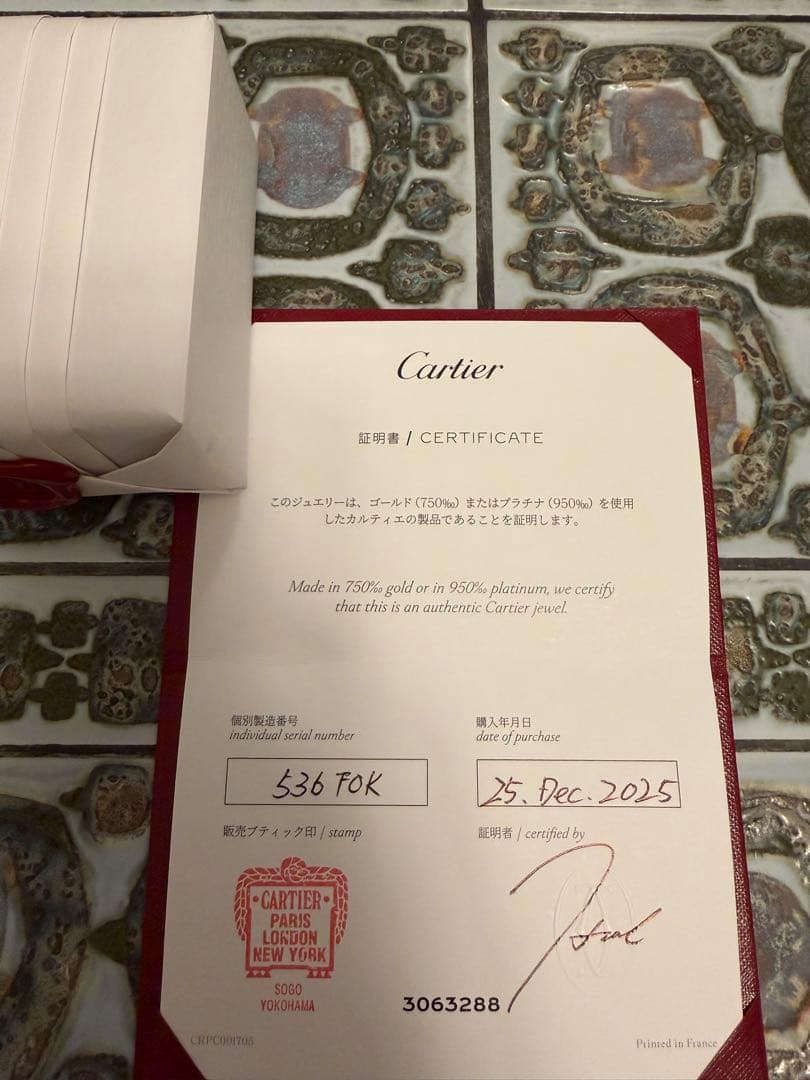 Cartier
証明書 / CERTIFICATE
このジュエリーは、ゴールド（750‰）またはプラチナ（950‰）を使用
したカルティエの製品であることを証明します。
Made in 750‰ gold or in 950‰ platinum, we certify
that this is an authentic Cartier jewel.
個別製造番号
individual serial number
536 FOK
購入年月日
date of purchase
25. Dec. 2025
販売ブティック印 / stamp
CARTIER
PARIS
LONDON
NEW YORK
SOGO
YOKOHAMA
証明者 / certified by
3063288
CRPC001705
Printed in France